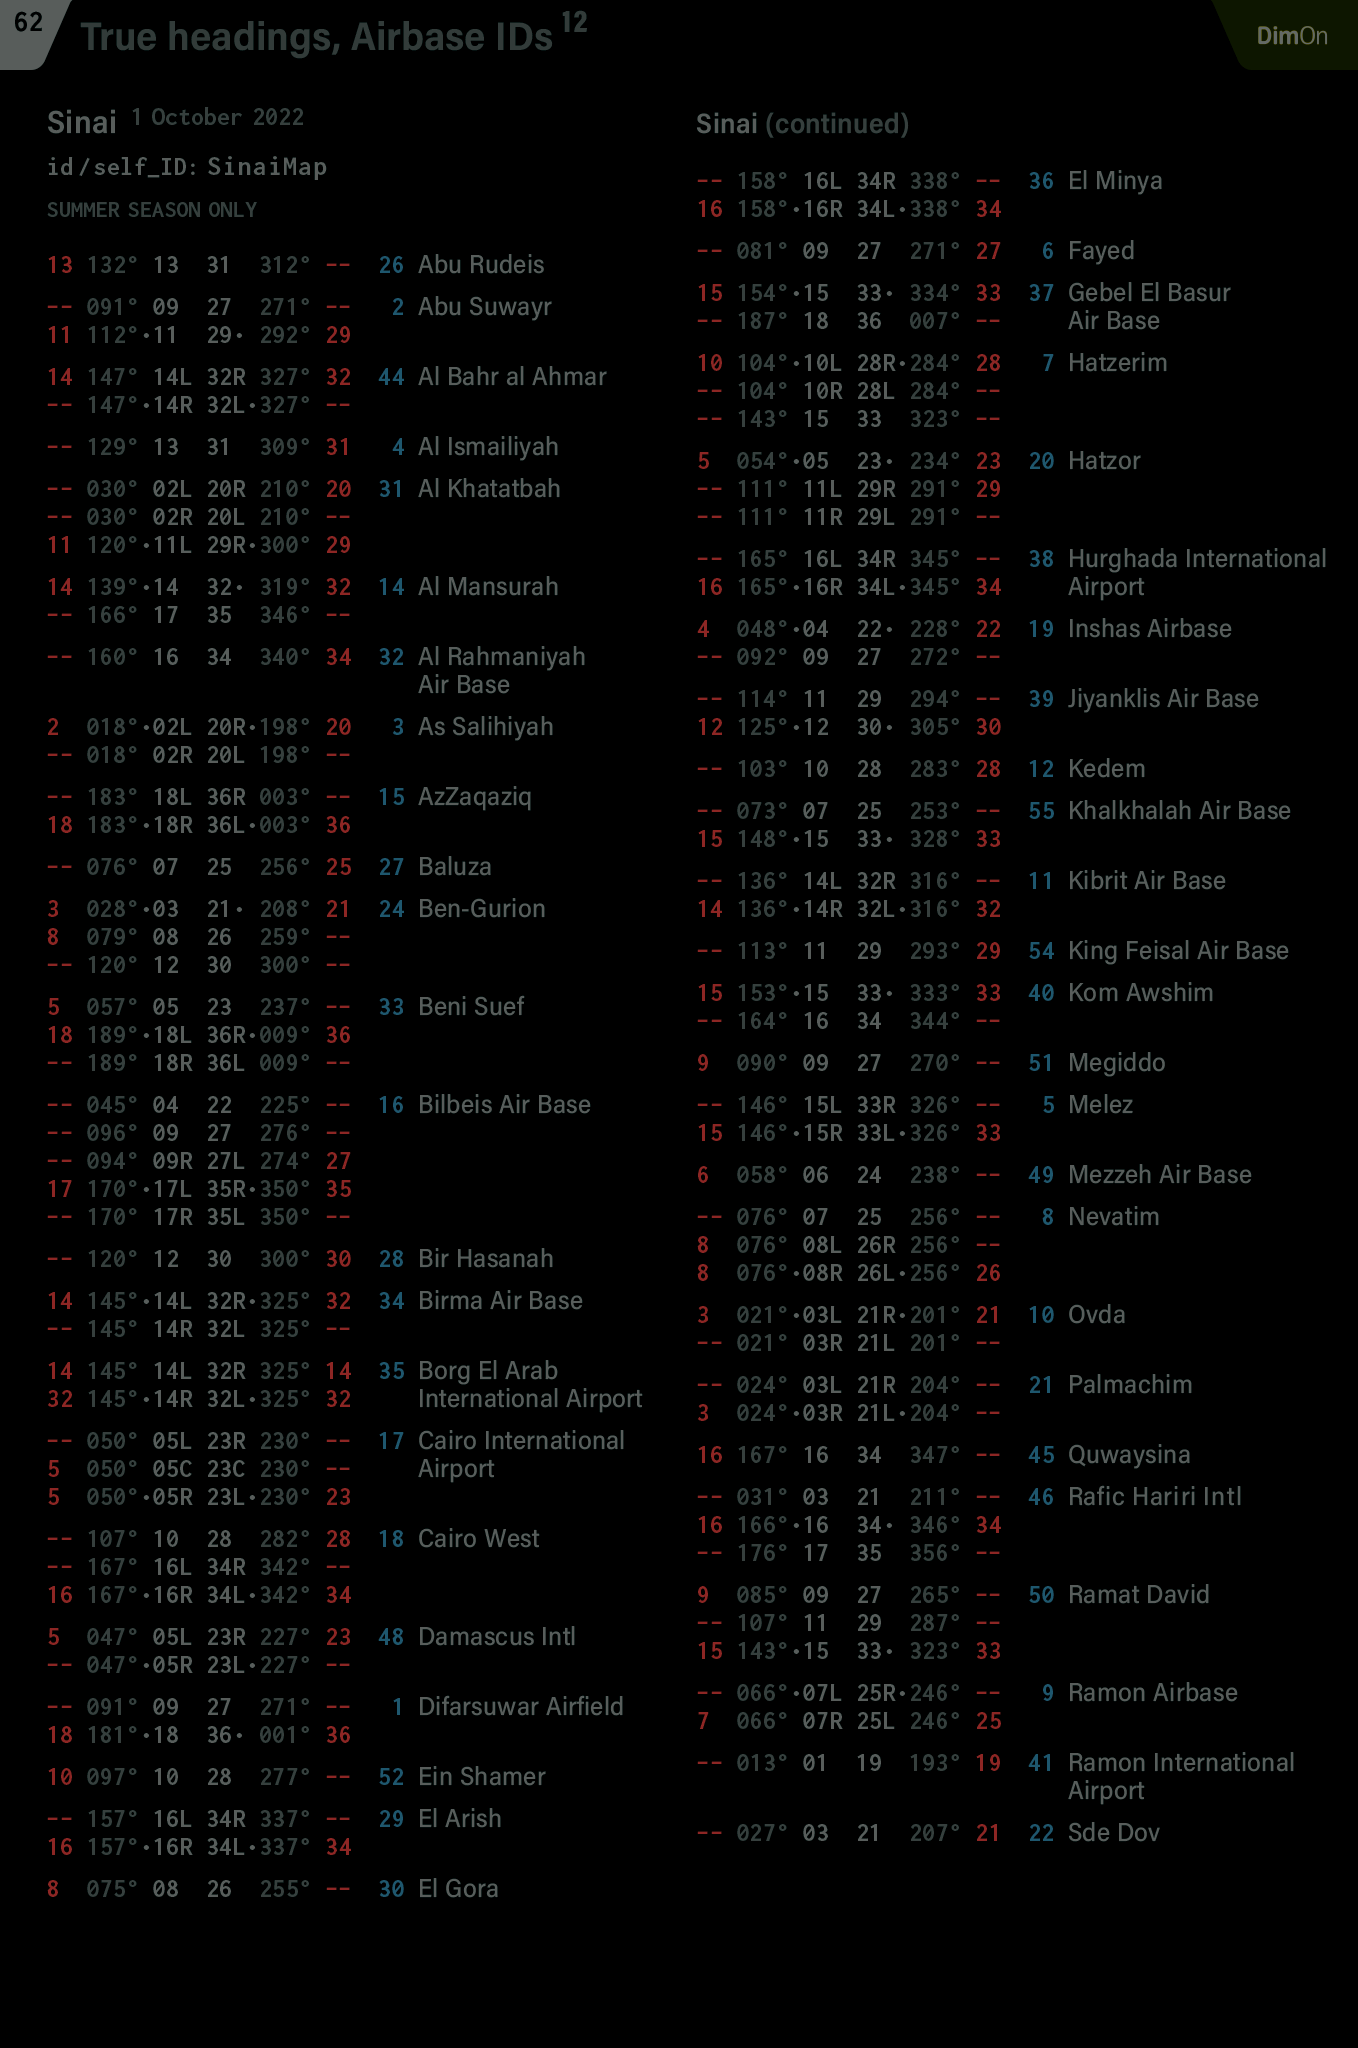 62
True headings, Airbase IDs 12
DimOn
Sinai 1 October 2022
id/self_ID: SinaiMap
SUMMER SEASON ONLY
13 132° 13 31 312° -- 26 Abu Rudeis
-- 091° 09 27 271° -- 2 Abu Suwayr
11 112°·11 29· 292° 29
14 147° 14L 32R 327° 32 44 Al Bahr al Ahmar
-- 147°·14R 32L·327° --
-- 129° 13 31 309° 31 4 Al Ismailiyah
-- 030° 02L 20R 210° 20 31 Al Khatatbah
-- 030° 02R 20L 210° --
11 120°·11L 29R·300° 29
14 139°·14 32· 319° 32 14 Al Mansurah
-- 166° 17 35 346° --
-- 160° 16 34 340° 34 32 Al Rahmaniyah
Air Base
2 018°·02L 20R·198° 20 3 As Salihiyah
-- 018° 02R 20L 198° --
-- 183° 18L 36R 003° -- 15 AzZaqaziq
18 183°·18R 36L·003° 36
-- 076° 07 25 256° 25 27 Baluza
3 028°·03 21· 208° 21 24 Ben-Gurion
8 079° 08 26 259° --
-- 120° 12 30 300° --
5 057° 05 23 237° -- 33 Beni Suef
18 189°·18L 36R·009° 36
-- 189° 18R 36L 009° --
-- 045° 04 22 225° -- 16 Bilbeis Air Base
-- 096° 09 27 276° --
-- 094° 09R 27L 274° 27
17 170°·17L 35R·350° 35
-- 170° 17R 35L 350° --
-- 120° 12 30 300° 30 28 Bir Hasanah
14 145°·14L 32R·325° 32 34 Birma Air Base
-- 145° 14R 32L 325° --
14 145° 14L 32R 325° 14 35 Borg El Arab
32 145°·14R 32L·325° 32 International Airport
-- 050° 05L 23R 230° -- 17 Cairo International
5 050° 05C 23C 230° -- Airport
5 050°·05R 23L·230° 23
-- 107° 10 28 282° 28 18 Cairo West
-- 167° 16L 34R 342° --
16 167°·16R 34L·342° 34
5 047° 05L 23R 227° 23 48 Damascus Intl
-- 047°·05R 23L·227° --
-- 091° 09 27 271° -- 1 Difarsuwar Airfield
18 181°·18 36· 001° 36
10 097° 10 28 277° -- 52 Ein Shamer
-- 157° 16L 34R 337° -- 29 El Arish
16 157°·16R 34L·337° 34
8 075° 08 26 255° -- 30 El Gora
Sinai (continued)
-- 158° 16L 34R 338° -- 36 El Minya
16 158°·16R 34L·338° 34
-- 081° 09 27 271° 27 6 Fayed
15 154°·15 33· 334° 33 37 Gebel El Basur
-- 187° 18 36 007° -- Air Base
10 104°·10L 28R·284° 28 7 Hatzerim
-- 104° 10R 28L 284° --
-- 143° 15 33 323° --
5 054°·05 23· 234° 23 20 Hatzor
-- 111° 11L 29R 291° 29
-- 111° 11R 29L 291° --
-- 165° 16L 34R 345° -- 38 Hurghada International
16 165°·16R 34L·345° 34 Airport
4 048°·04 22· 228° 22 19 Inshas Airbase
-- 092° 09 27 272° --
-- 114° 11 29 294° -- 39 Jiyanklis Air Base
12 125°·12 30· 305° 30
-- 103° 10 28 283° 28 12 Kedem
-- 073° 07 25 253° -- 55 Khalkhalah Air Base
15 148°·15 33· 328° 33
-- 136° 14L 32R 316° -- 11 Kibrit Air Base
14 136°·14R 32L·316° 32
-- 113° 11 29 293° 29 54 King Feisal Air Base
15 153°·15 33· 333° 33 40 Kom Awshim
-- 164° 16 34 344° --
9 090° 09 27 270° -- 51 Megiddo
-- 146° 15L 33R 326° -- 5 Melez
15 146°·15R 33L·326° 33
6 058° 06 24 238° -- 49 Mezzeh Air Base
-- 076° 07 25 256° -- 8 Nevatim
8 076° 08L 26R 256° --
8 076°·08R 26L·256° 26
3 021°·03L 21R·201° 21 10 Ovda
-- 021° 03R 21L 201° --
-- 024° 03L 21R 204° -- 21 Palmachim
3 024°·03R 21L·204° --
16 167° 16 34 347° -- 45 Quwaysina
-- 031° 03 21 211° -- 46 Rafic Hariri Intl
16 166°·16 34· 346° 34
-- 176° 17 35 356° --
9 085° 09 27 265° -- 50 Ramat David
-- 107° 11 29 287° --
15 143°·15 33· 323° 33
-- 066°·07L 25R·246° -- 9 Ramon Airbase
7 066° 07R 25L 246° 25
-- 013° 01 19 193° 19 41 Ramon International
Airport
-- 027° 03 21 207° 21 22 Sde Dov